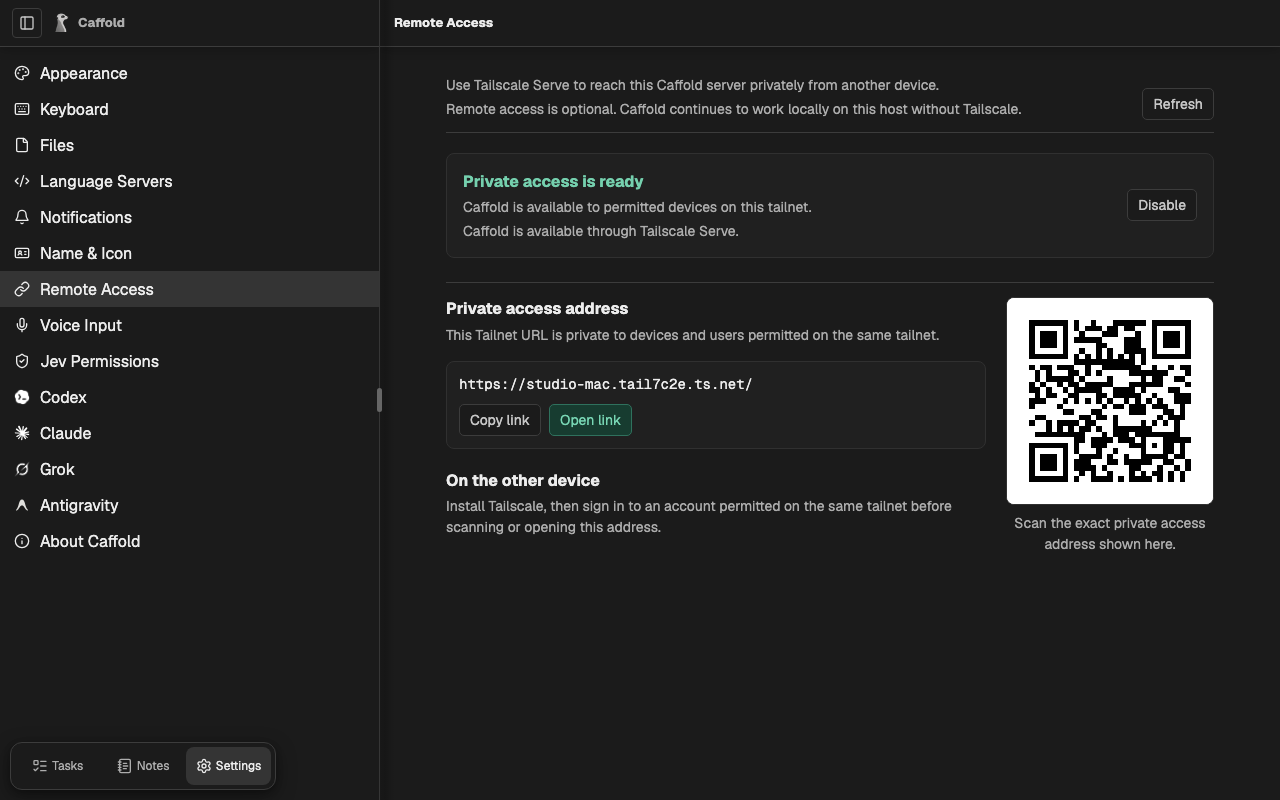 Caffold
Remote Access
Appearance
Keyboard
Files
Language Servers
Notifications
Name & Icon
Remote Access
Voice Input
Jev Permissions
Codex
Claude
Grok
Antigravity
About Caffold
Tasks
Notes
Settings
Use Tailscale Serve to reach this Caffold server privately from another device.
Remote access is optional. Caffold continues to work locally on this host without Tailscale.
Refresh
Private access is ready
Caffold is available to permitted devices on this tailnet.
Caffold is available through Tailscale Serve.
Disable
Private access address
This Tailnet URL is private to devices and users permitted on the same tailnet.
https://studio-mac.tail7c2e.ts.net/
Copy link
Open link
On the other device
Install Tailscale, then sign in to an account permitted on the same tailnet before
scanning or opening this address.
Scan the exact private access
address shown here.